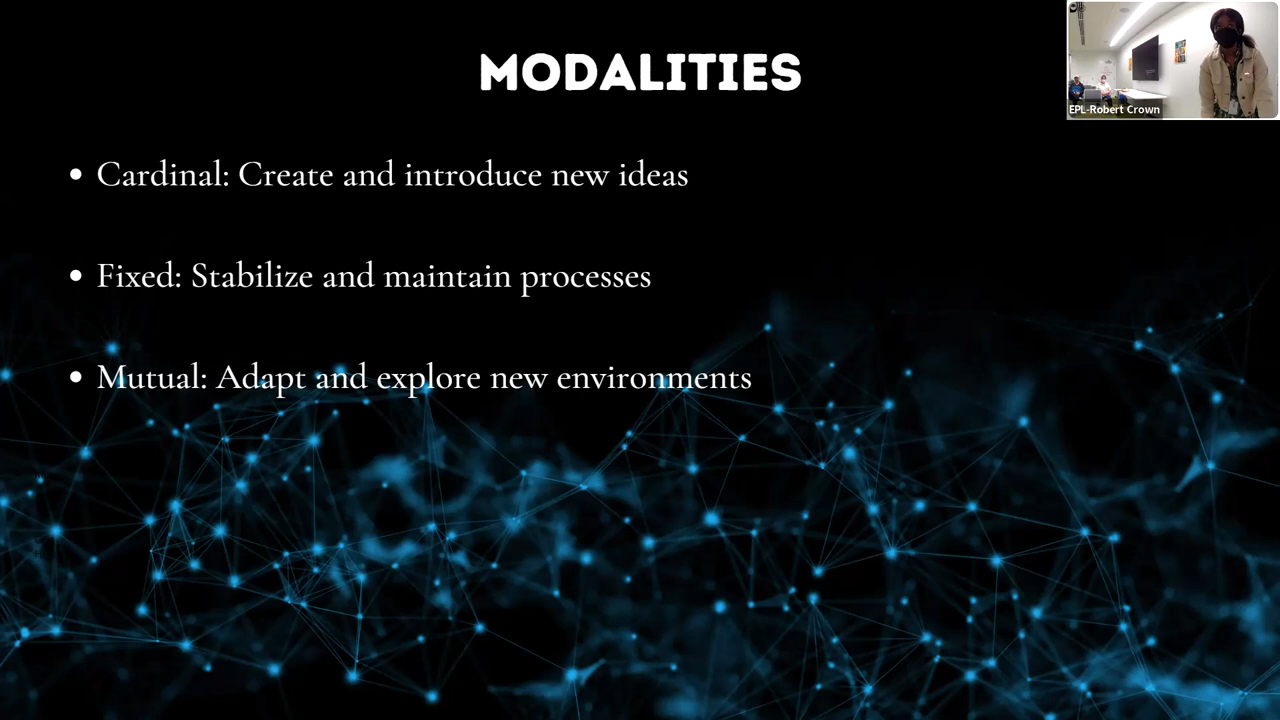 MODALITIES
• Cardinal: Create and introduce new ideas
• Fixed: Stabilize and maintain processes
• Mutual: Adapt and explore new environments
EPL-Robert Crown